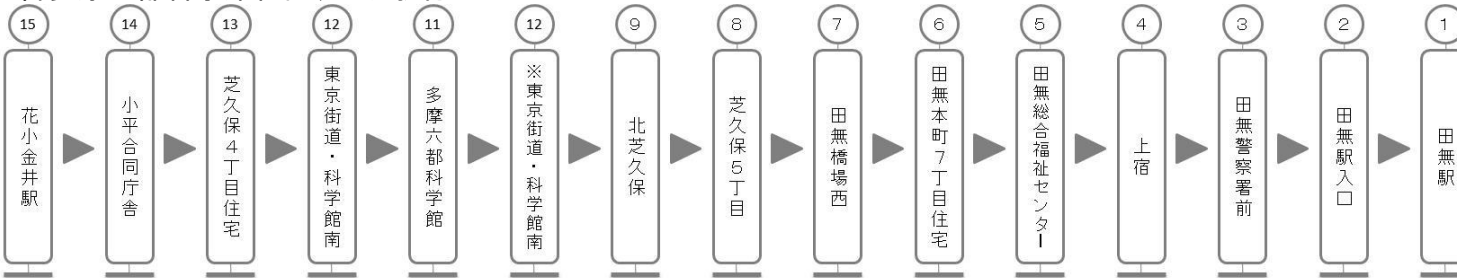 15
花小金井駅
14
小平合同庁舎
13
芝久保4丁目住宅
12
東京街道・科学館南
11
多摩六都科学館
12
※東京街道・科学館南
9
北芝久保
8
芝久保5丁目
7
田無橋場西
6
田無本町7丁目住宅
5
田無総合福祉センター
4
上宿
3
田無警察署前
2
田無駅入口
1
田無駅